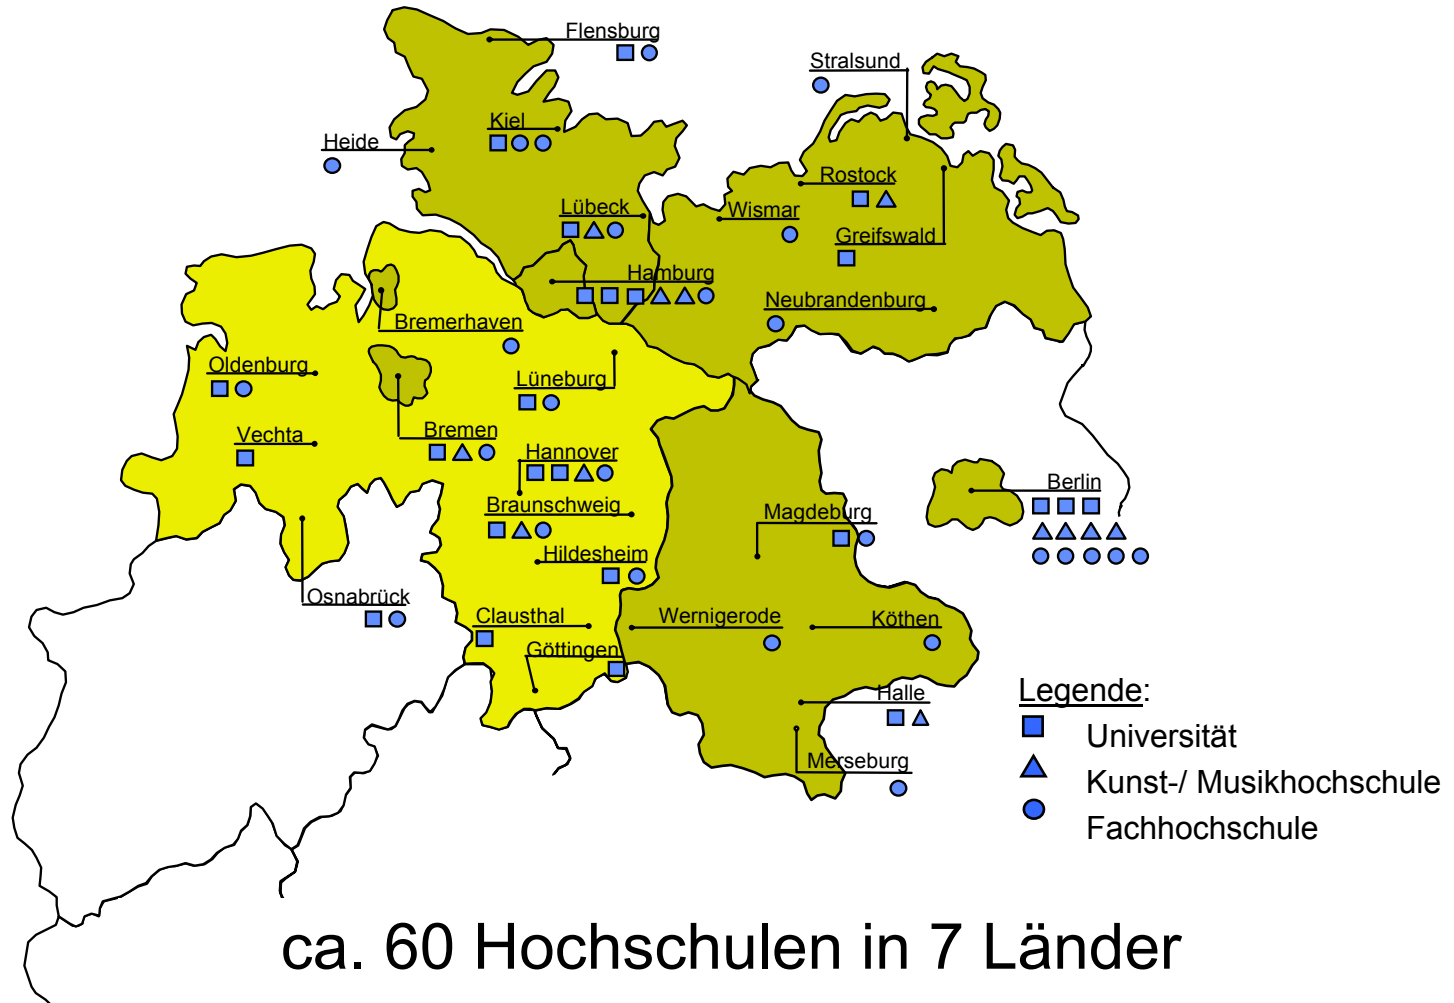 Flensburg
Stralsund
Kiel
Heide
Rostock
Lübeck
Wismar
Greifswald
Hamburg
Neubrandenburg
Bremerhaven
Oldenburg
Lüneburg
Vechta
Bremen
Hannover
Berlin
Braunschweig
Magdeburg
Hildesheim
Osnabrück
Clausthal
Wernigerode
Köthen
Göttingen
Halle
Merseburg
Legende:
Universität
Kunst-/ Musikhochschule
Fachhochschule
ca. 60 Hochschulen in 7 Länder